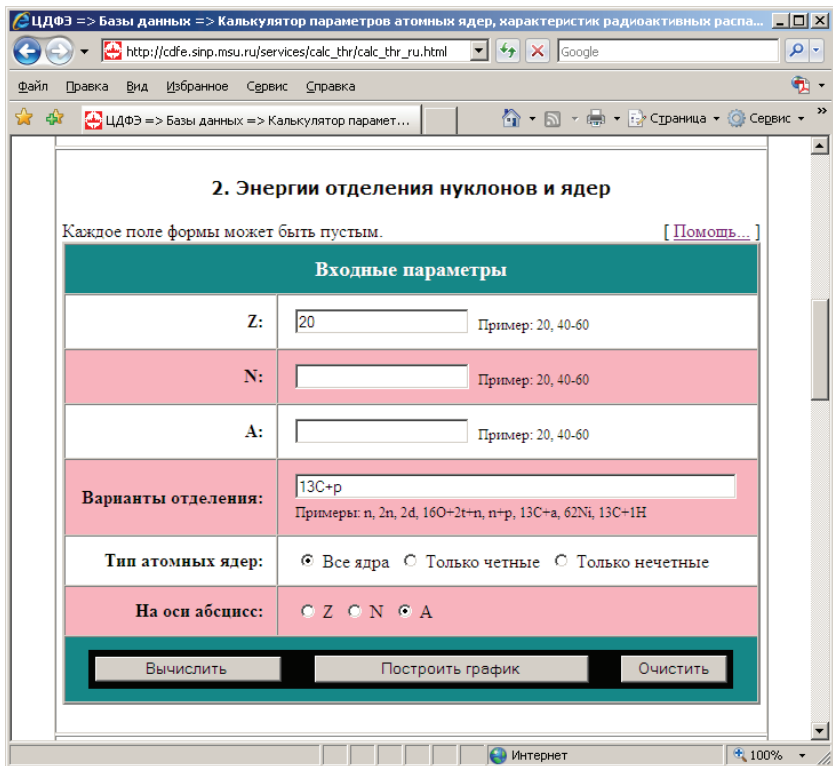 ЦДФЭ => Базы данных => Калькулятор параметров атомных ядер, характеристик радиоактивных распа...
http://cdfe.sinp.msu.ru/services/calc_thr/calc_thr_ru.html Google
Файл Правка Вид Избранное Сервис Справка
ЦДФЭ => Базы данных => Калькулятор парамет... Страница Сервис »
2. Энергии отделения нуклонов и ядер
Каждое поле формы может быть пустым. [ Помощь... ]
Входные параметры
Z: 20 Пример: 20, 40-60
N: Пример: 20, 40-60
A: Пример: 20, 40-60
Варианты отделения: 13C+p
Примеры: n, 2n, 2d, 16O+2t+n, n+p, 13C+a, 62Ni, 13C+1H
Тип атомных ядер: Все ядра Только четные Только нечетные
На оси абсцисс: Z N A
Вычислить Построить график Очистить
Интернет 100%